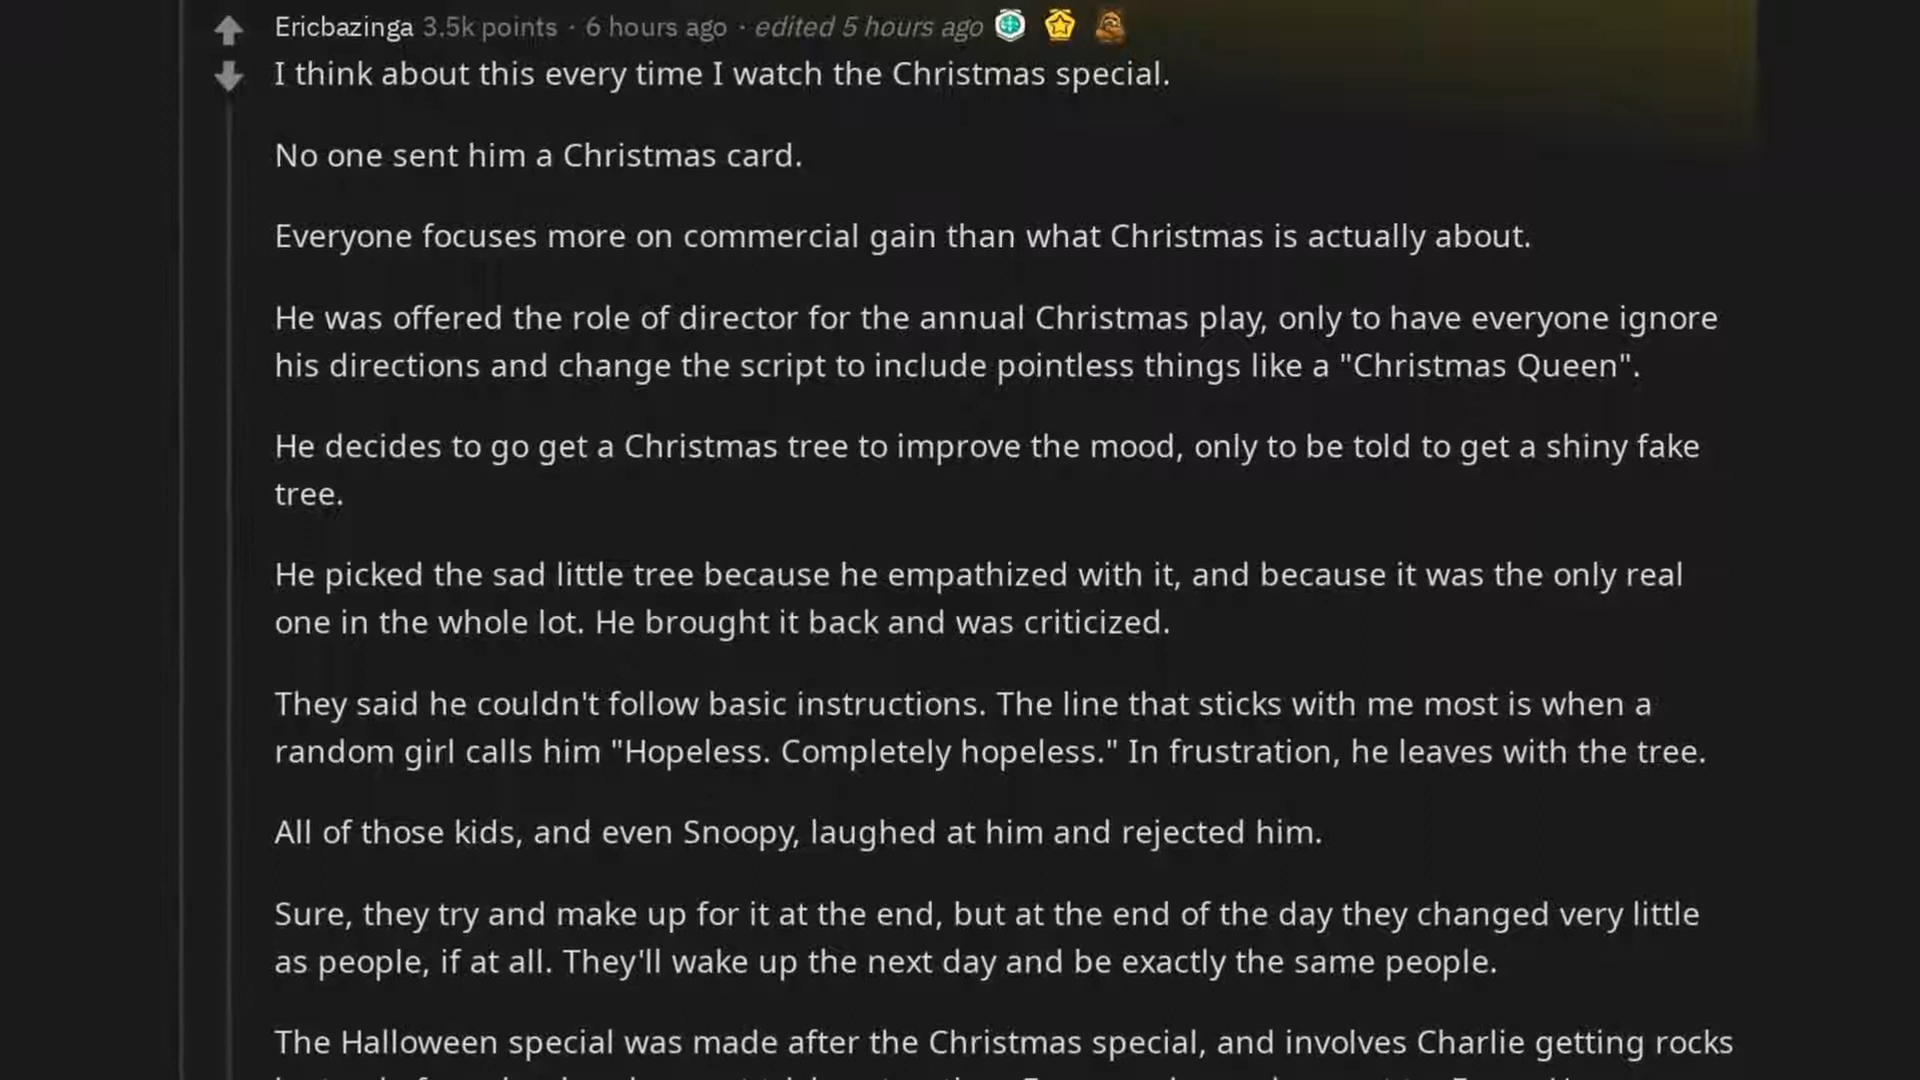 Ericbazinga 3.5k points · 6 hours ago · edited 5 hours ago
I think about this every time I watch the Christmas special.
No one sent him a Christmas card.
Everyone focuses more on commercial gain than what Christmas is actually about.
He was offered the role of director for the annual Christmas play, only to have everyone ignore
his directions and change the script to include pointless things like a "Christmas Queen".
He decides to go get a Christmas tree to improve the mood, only to be told to get a shiny fake
tree.
He picked the sad little tree because he empathized with it, and because it was the only real
one in the whole lot. He brought it back and was criticized.
They said he couldn't follow basic instructions. The line that sticks with me most is when a
random girl calls him "Hopeless. Completely hopeless." In frustration, he leaves with the tree.
All of those kids, and even Snoopy, laughed at him and rejected him.
Sure, they try and make up for it at the end, but at the end of the day they changed very little
as people, if at all. They'll wake up the next day and be exactly the same people.
The Halloween special was made after the Christmas special, and involves Charlie getting rocks